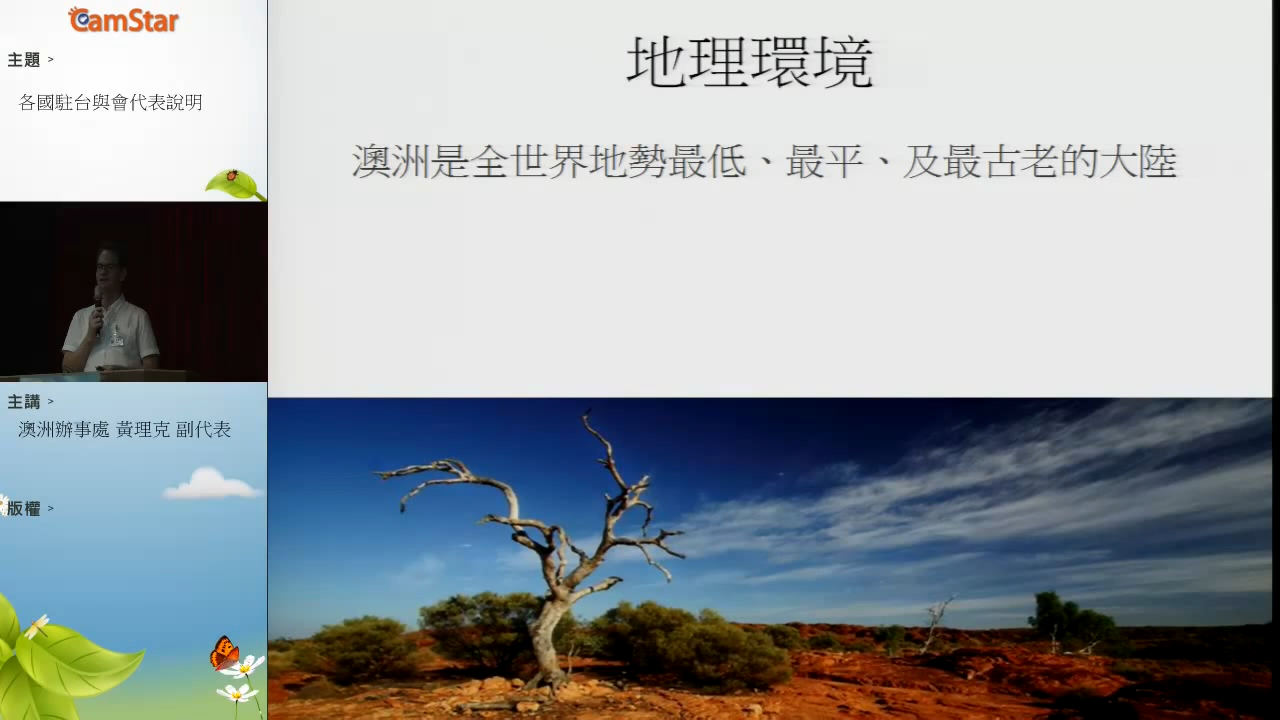 CamStar
主題 >
各國駐台與會代表說明
主講 >
澳洲辦事處 黃理克 副代表
版權 >
地理環境
澳洲是全世界地勢最低、最平、及最古老的大陸